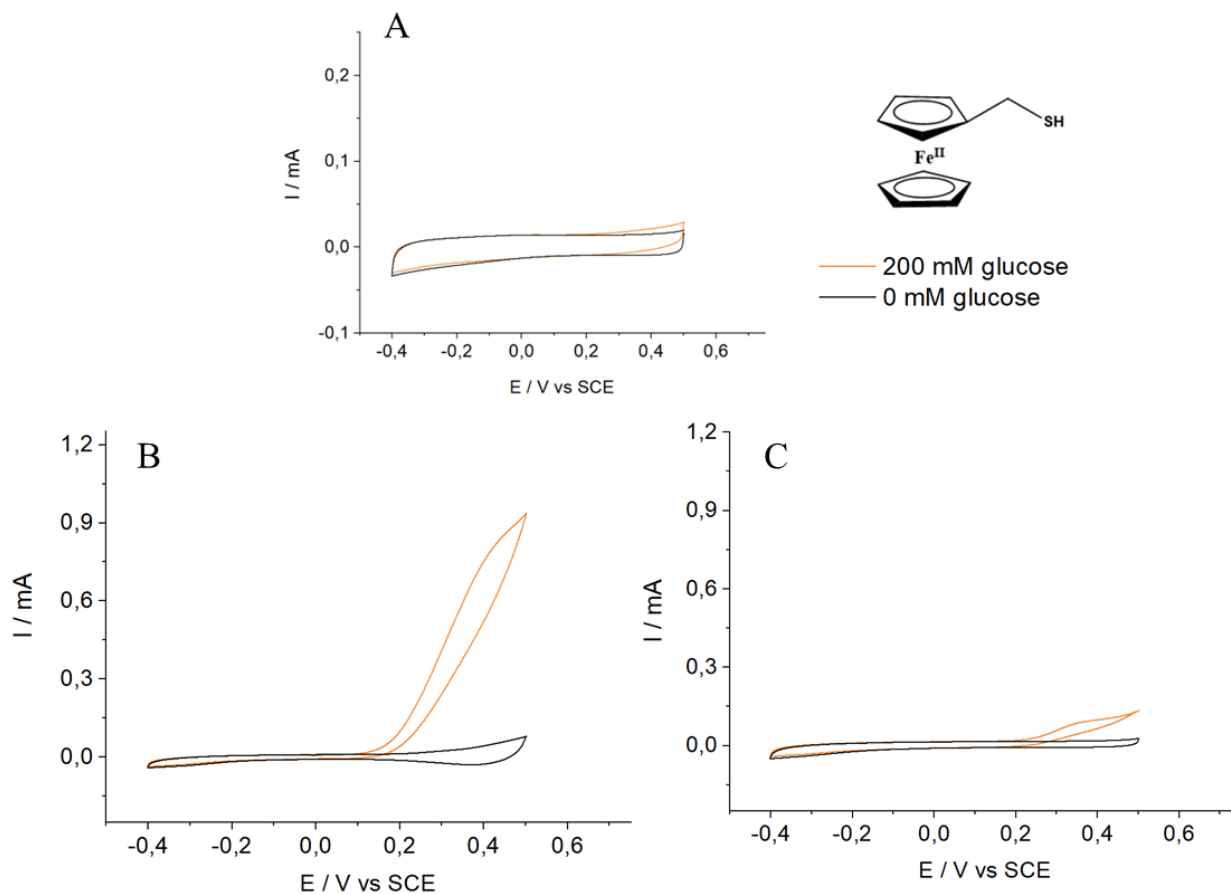 A
0,2
0,1
0,0
-0,1
I / mA
-0,4 -0,2 0,0 0,2 0,4 0,6
E / V vs SCE
SH
Fe^II
200 mM glucose
0 mM glucose
B
1,2
0,9
0,6
0,3
0,0
I / mA
-0,4 -0,2 0,0 0,2 0,4 0,6
E / V vs SCE
C
1,2
0,9
0,6
0,3
0,0
I / mA
-0,4 -0,2 0,0 0,2 0,4 0,6
E / V vs SCE